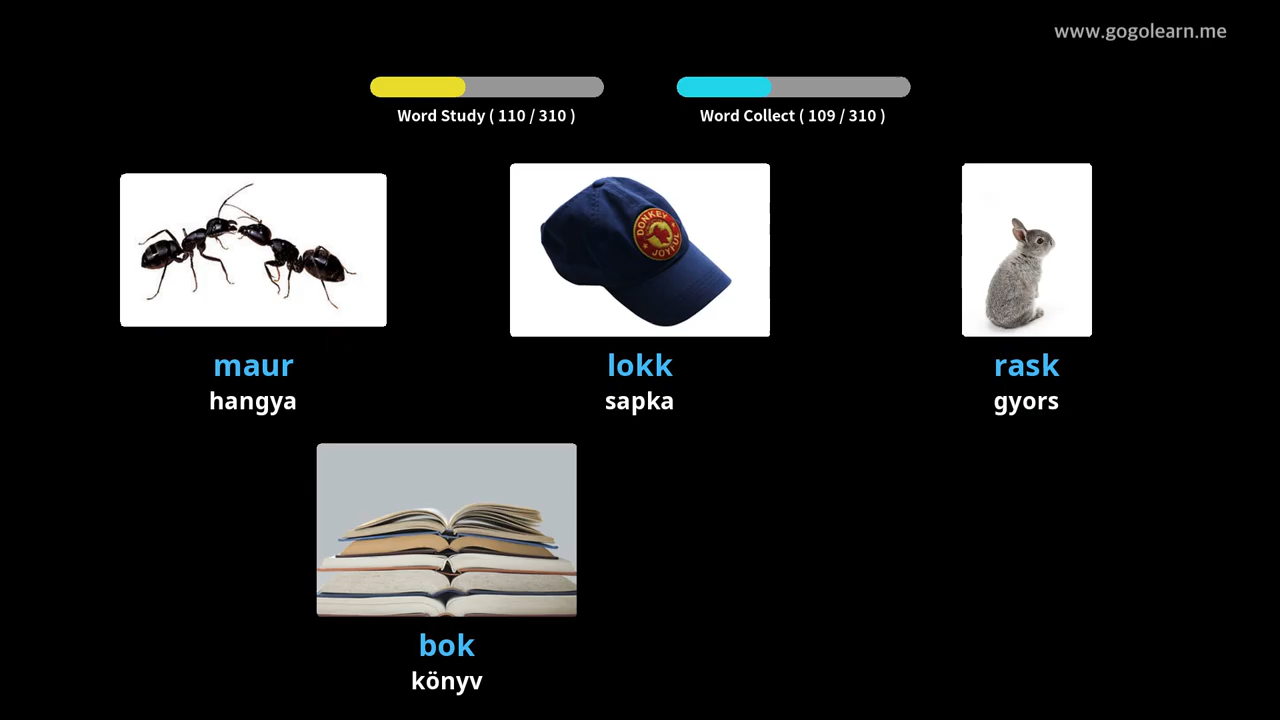 www.gogolearn.me
Word Study ( 110 / 310 )
Word Collect ( 109 / 310 )
DONKEY
JOYFUL
maur
hangya
lokk
sapka
rask
gyors
bok
könyv